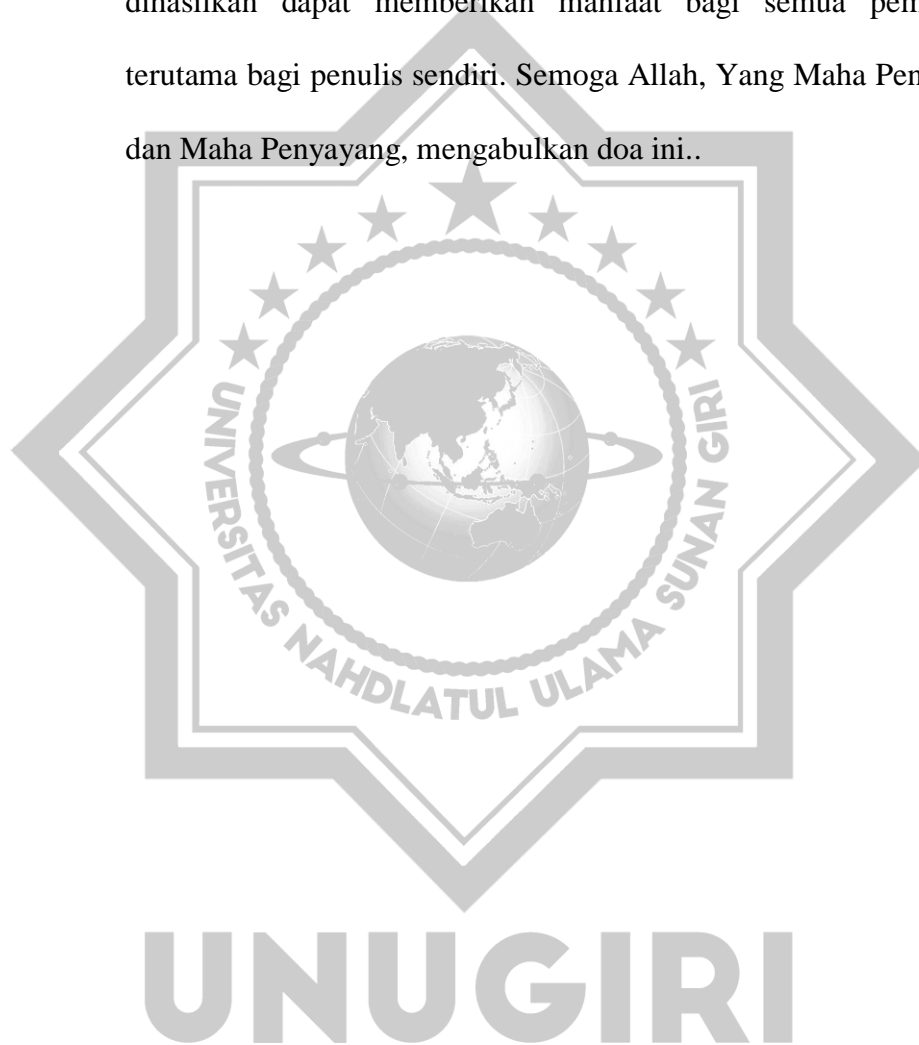 dihasilkan dapat memberikan manfaat bagi semua
terutama bagi penulis sendiri. Semoga Allah, Yang Maha
dan Maha Penyayang, mengabulkan doa ini..
UNIVERSITAS NAHDLATUL ULAMA SUNAN GIRI
UNUGIRI